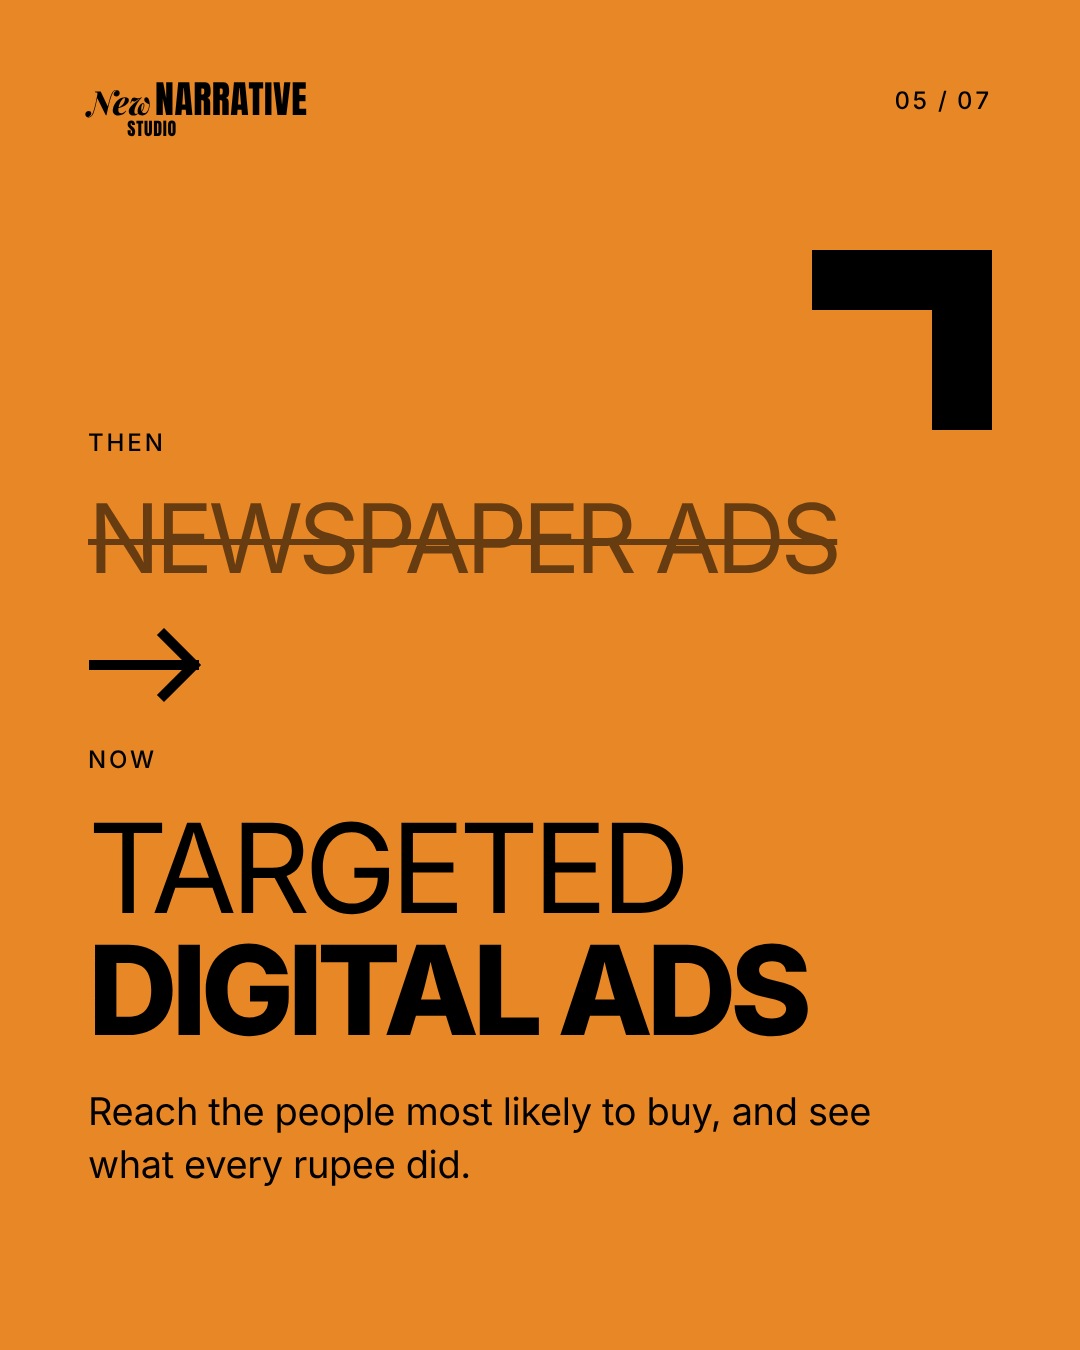 New NARRATIVE
STUDIO
05 / 07
THEN
NEWSPAPER ADS
NOW
TARGETED
DIGITAL ADS
Reach the people most likely to buy, and see
what every rupee did.